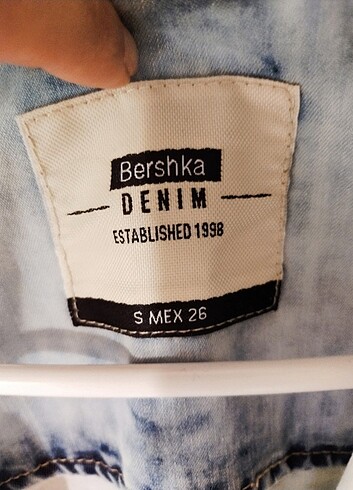 Bershka
DENIM
ESTABLISHED 1998
S MEX 26